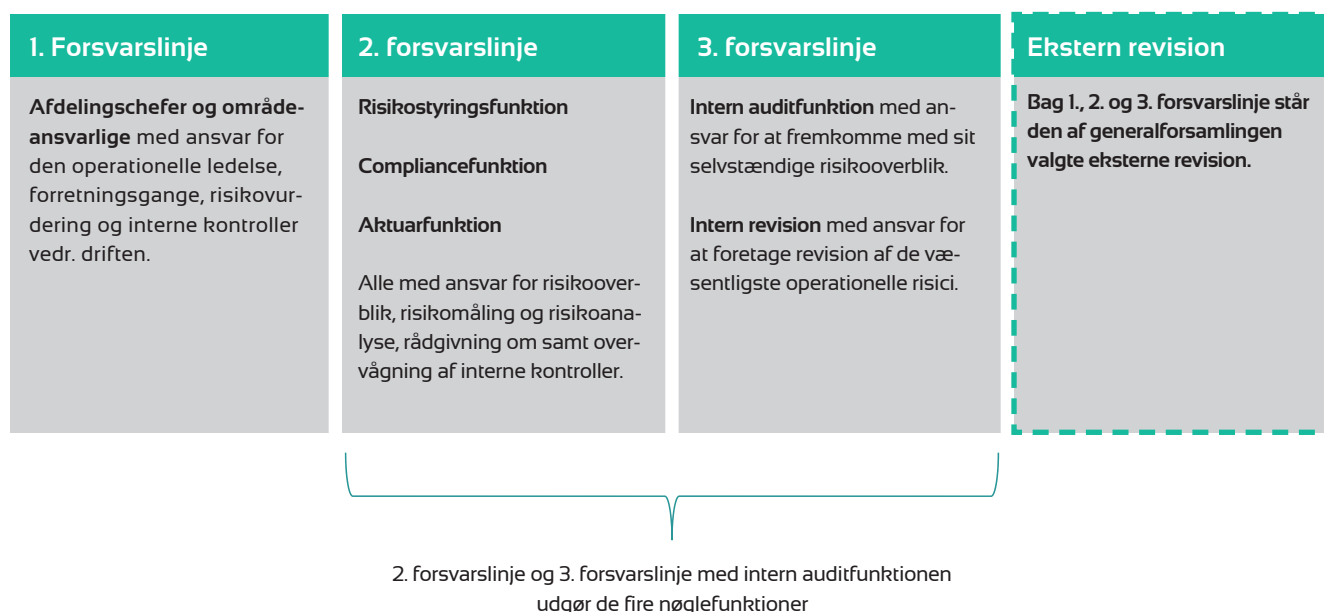 1. Forsvarslinje
Afdelingschefer og område-
ansvarlige med ansvar for
den operationelle ledelse,
forretningsgange, risikovur-
dering og interne kontroller
vedr. driften.
2. forsvarslinje
Risikostyringsfunktion
Compliancefunktion
Aktuarfunktion
Alle med ansvar for risikoover-
blik, risikomåling og risikoana-
lyse, rådgivning om samt over-
vågning af interne kontroller.
3. forsvarslinje
Intern auditfunktion med an-
svar for at fremkomme med sit
selvstændige risikooverblik.
Intern revision med ansvar for
at foretage revision af de væ-
sentligste operationelle risici.
Ekstern revision
Bag 1., 2. og 3. forsvarslinje står
den af generalforsamlingen
valgte eksterne revision.
2. forsvarslinje og 3. forsvarslinje med intern auditfunktionen
udgør de fire nøglefunktioner